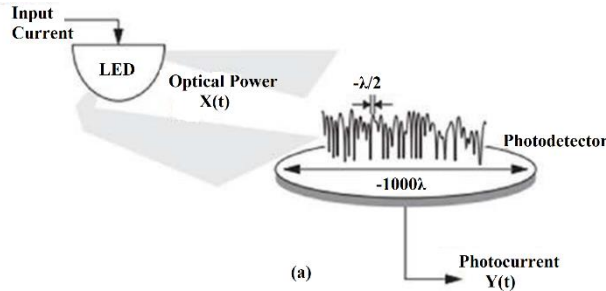 Input
Current
LED
Optical Power
X(t)
-λ/2
Photodetector
-1000λ
Photocurrent
Y(t)
(a)